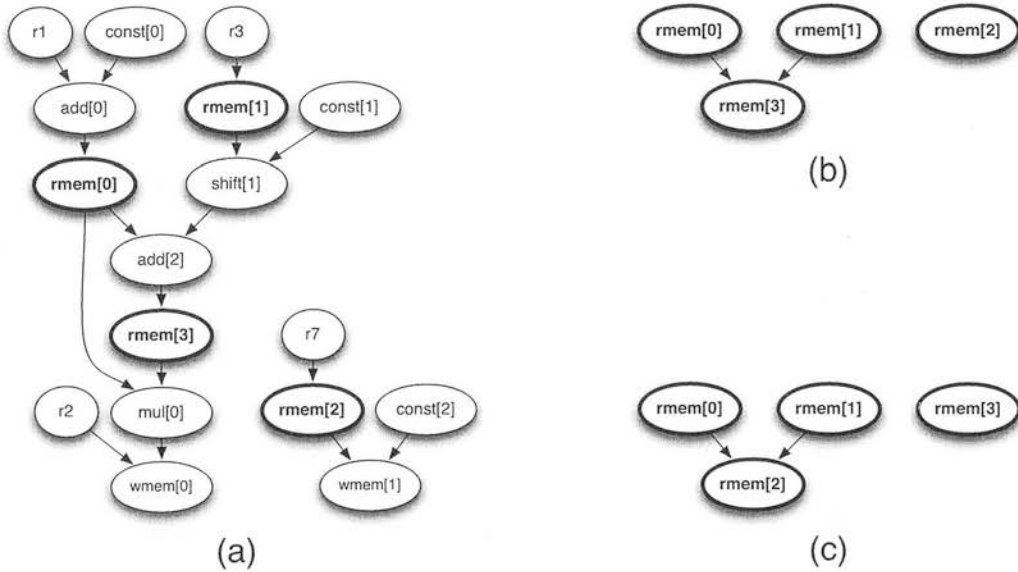 r1
const[0]
r3
add[0]
rmem[1]
const[1]
rmem[0]
shift[1]
add[2]
rmem[3]
r7
r2
mul[0]
rmem[2]
const[2]
wmem[0]
wmem[1]
(a)
rmem[0]
rmem[1]
rmem[2]
rmem[3]
(b)
rmem[0]
rmem[1]
rmem[3]
rmem[2]
(c)